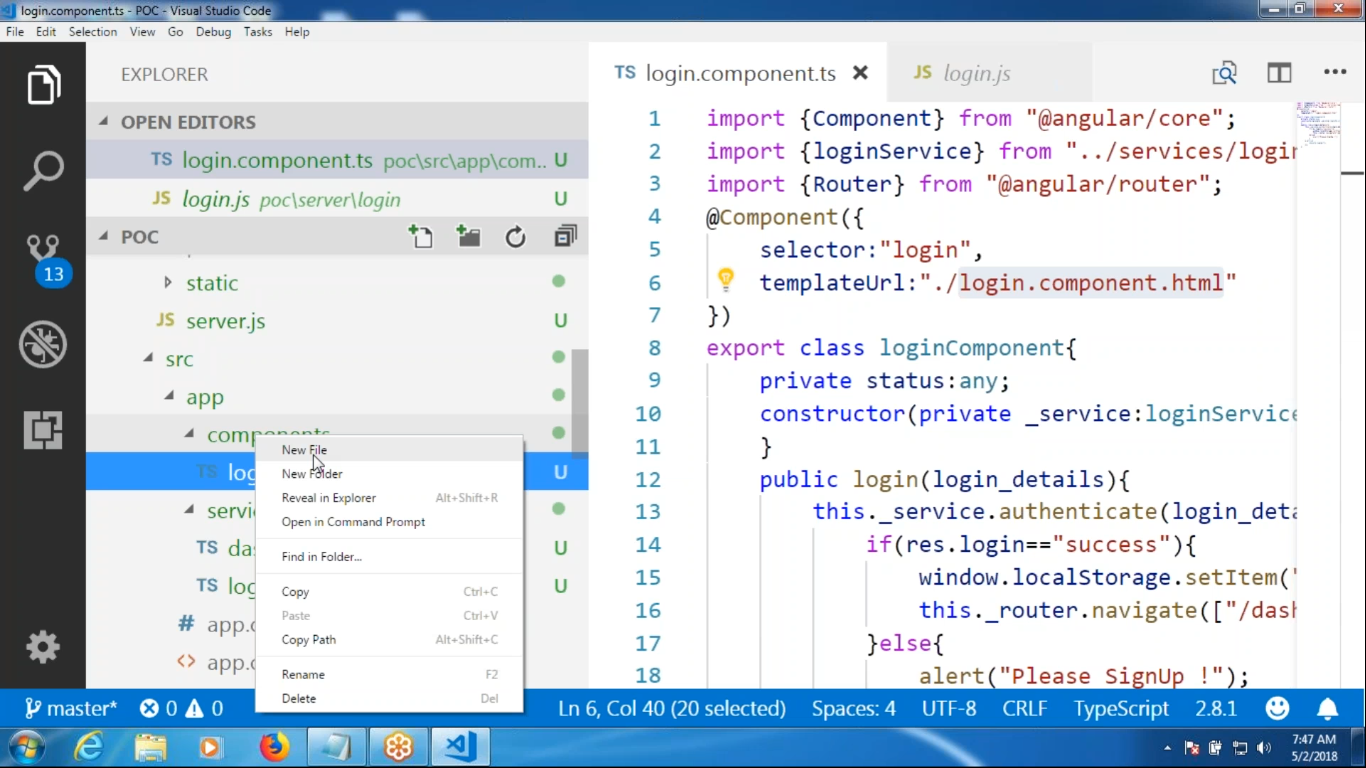 login.component.ts - POC - Visual Studio Code
File Edit Selection View Go Debug Tasks Help
EXPLORER
OPEN EDITORS
TS login.component.ts poc\src\app\com... U
JS login.js poc\server\login U
POC
static
JS server.js U
src
app
components
TS log U
servi
TS das U
TS log U
# app.c
<> app.c
13
New File
New Folder
Reveal in Explorer Alt+Shift+R
Open in Command Prompt
Find in Folder...
Copy Ctrl+C
Paste Ctrl+V
Copy Path Alt+Shift+C
Rename F2
Delete Del
TS login.component.ts JS login.js
1 import {Component} from "@angular/core";
2 import {loginService} from "../services/login
3 import {Router} from "@angular/router";
4 @Component({
5 selector:"login",
6 templateUrl:"./login.component.html"
7 })
8 export class loginComponent{
9 private status:any;
10 constructor(private _service:loginService
11 }
12 public login(login_details){
13 this._service.authenticate(login_deta
14 if(res.login=="success"){
15 window.localStorage.setItem("
16 this._router.navigate(["/dash
17 }else{
18 alert("Please SignUp !");
master* 0 0 Ln 6, Col 40 (20 selected) Spaces: 4 UTF-8 CRLF TypeScript 2.8.1
7:47 AM
5/2/2018